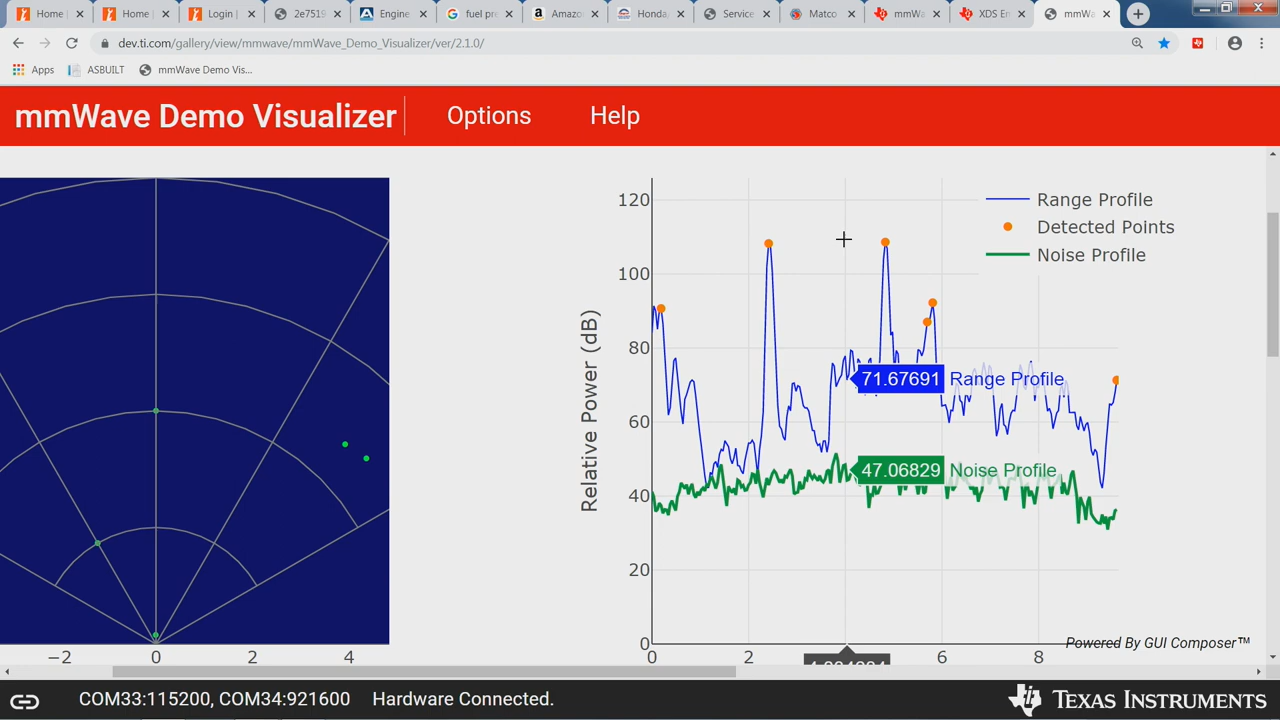 Home |
Home |
Login |
2e7519
Engine
fuel pu
Amazo
Honda
Service
Matco
mmWa
XDS En
mmWa
dev.ti.com/gallery/view/mmwave/mmWave_Demo_Visualizer/ver/2.1.0/
Apps
ASBUILT
mmWave Demo Vis...
mmWave Demo Visualizer
Options
Help
120
100
80
60
40
20
0
Relative Power (dB)
Range Profile
Detected Points
Noise Profile
71.67691 Range Profile
47.06829 Noise Profile
−2
0
2
4
0
2
6
8
Powered By GUI Composer™
COM33:115200, COM34:921600
Hardware Connected.
TEXAS INSTRUMENTS